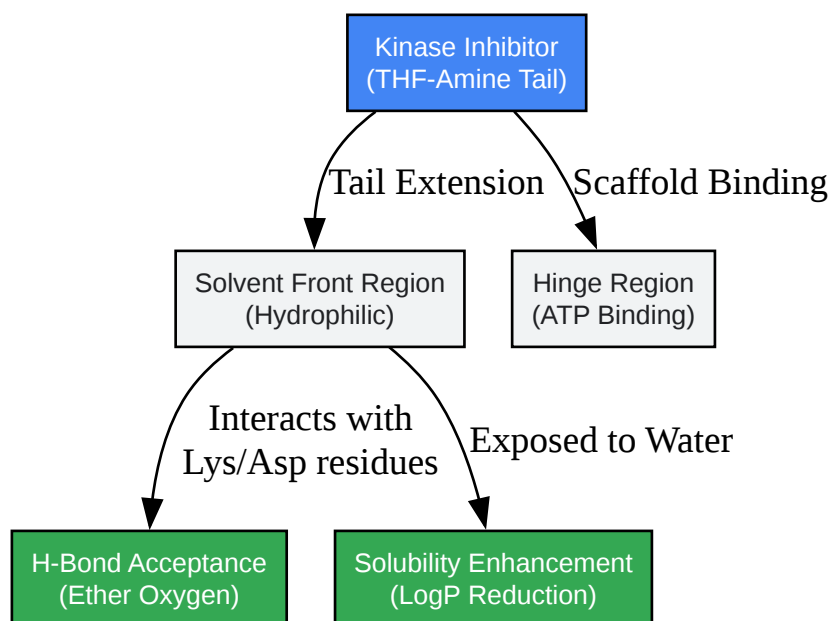 Kinase Inhibitor
(THF-Amine Tail)
Tail Extension
Scaffold Binding
Solvent Front Region
(Hydrophilic)
Hinge Region
(ATP Binding)
Interacts with
Lys/Asp residues
Exposed to Water
H-Bond Acceptance
(Ether Oxygen)
Solubility Enhancement
(LogP Reduction)